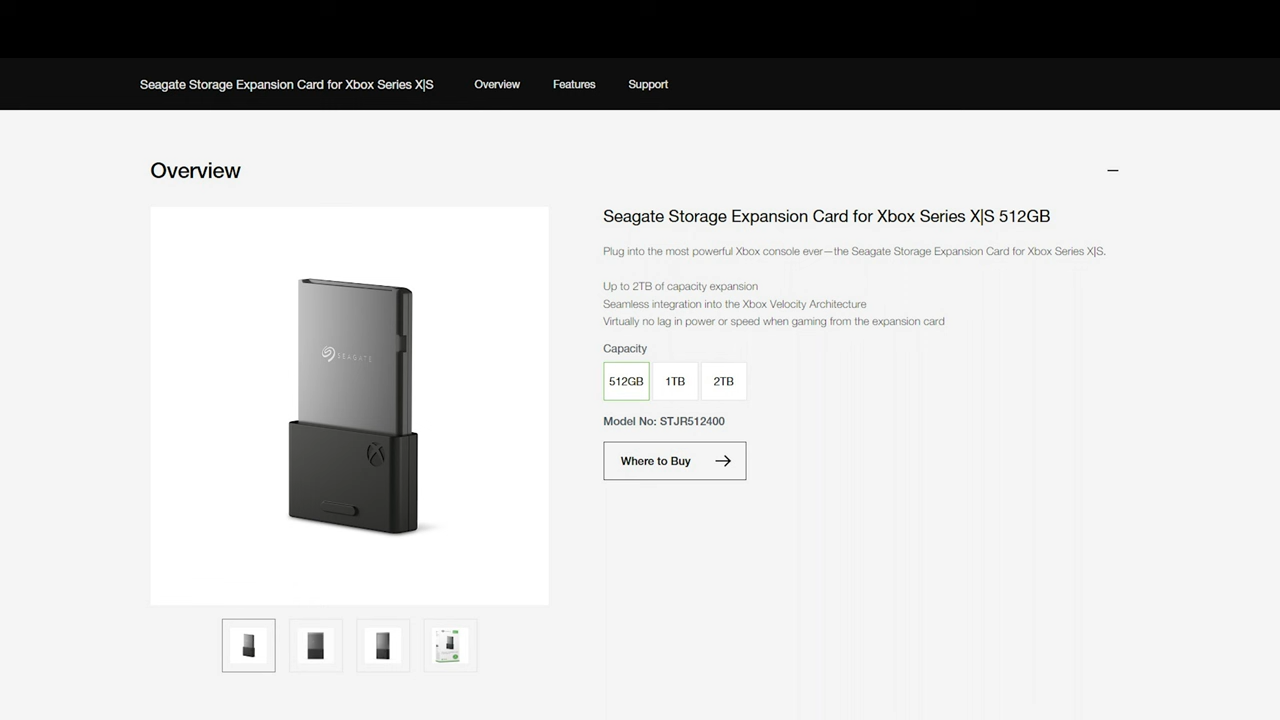 Seagate Storage Expansion Card for Xbox Series X|S
Overview
Features
Support
Overview
SEAGATE
Seagate Storage Expansion Card for Xbox Series X|S 512GB
Plug into the most powerful Xbox console ever—the Seagate Storage Expansion Card for Xbox Series X|S.
Up to 2TB of capacity expansion
Seamless integration into the Xbox Velocity Architecture
Virtually no lag in power or speed when gaming from the expansion card
Capacity
512GB
1TB
2TB
Model No: STJR512400
Where to Buy